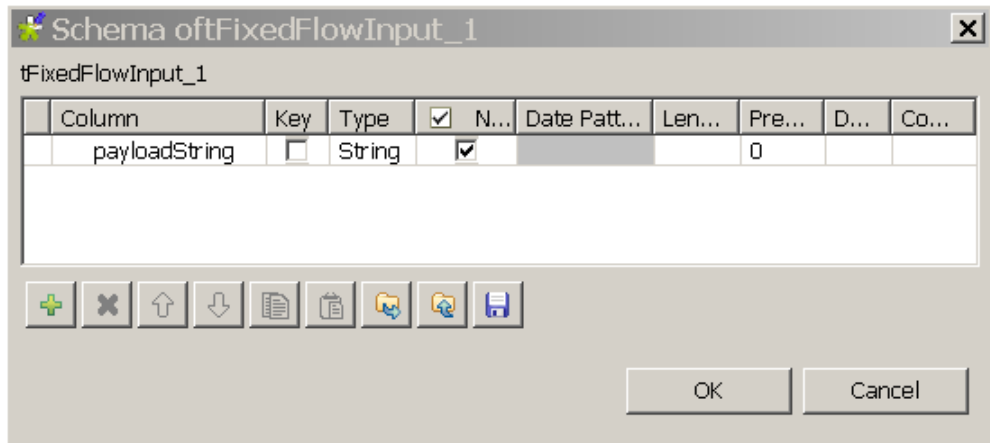 Schema oftFixedFlowInput_1
tFixedFlowInput_1
Column Key Type N... Date Patt... Len... Pre... D... Co...
payloadString String 0
OK Cancel